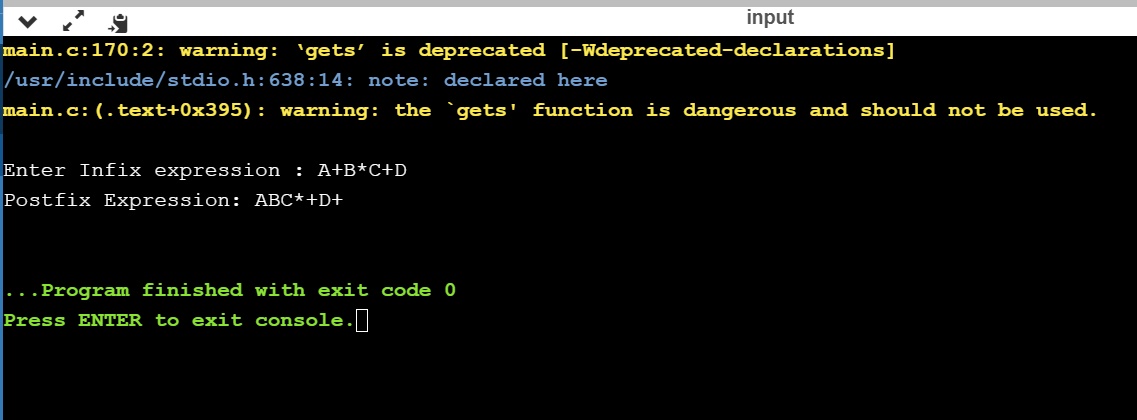 input
main.c:170:2: warning: ‘gets’ is deprecated [-Wdeprecated-declarations]
/usr/include/stdio.h:638:14: note: declared here
main.c:(.text+0x395): warning: the `gets' function is dangerous and should not be used.
Enter Infix expression : A+B*C+D
Postfix Expression: ABC*+D+
...Program finished with exit code 0
Press ENTER to exit console.